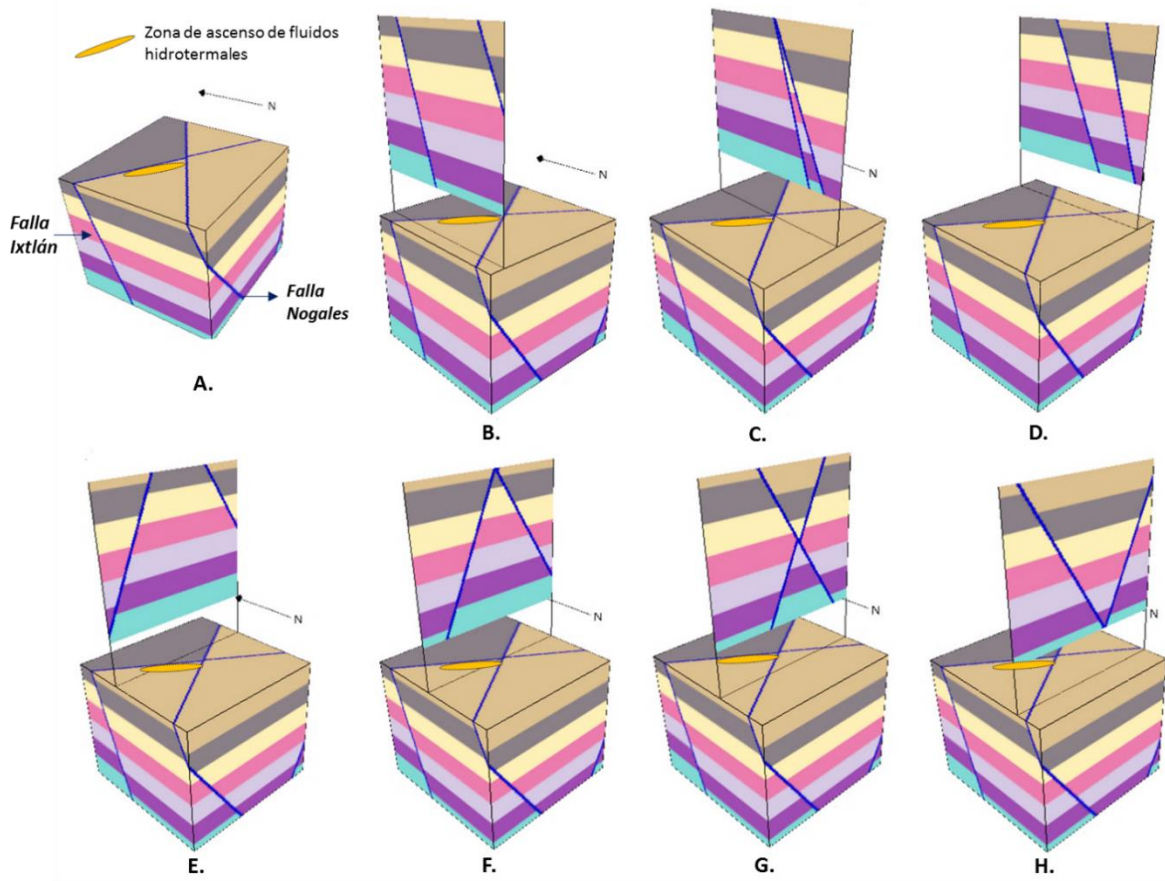 Zona de ascenso de fluidos
hidrotermales
N
Falla
Ixtlán
Falla
Nogales
A.
N
B.
N
C.
N
D.
N
E.
N
F.
N
G.
N
H.